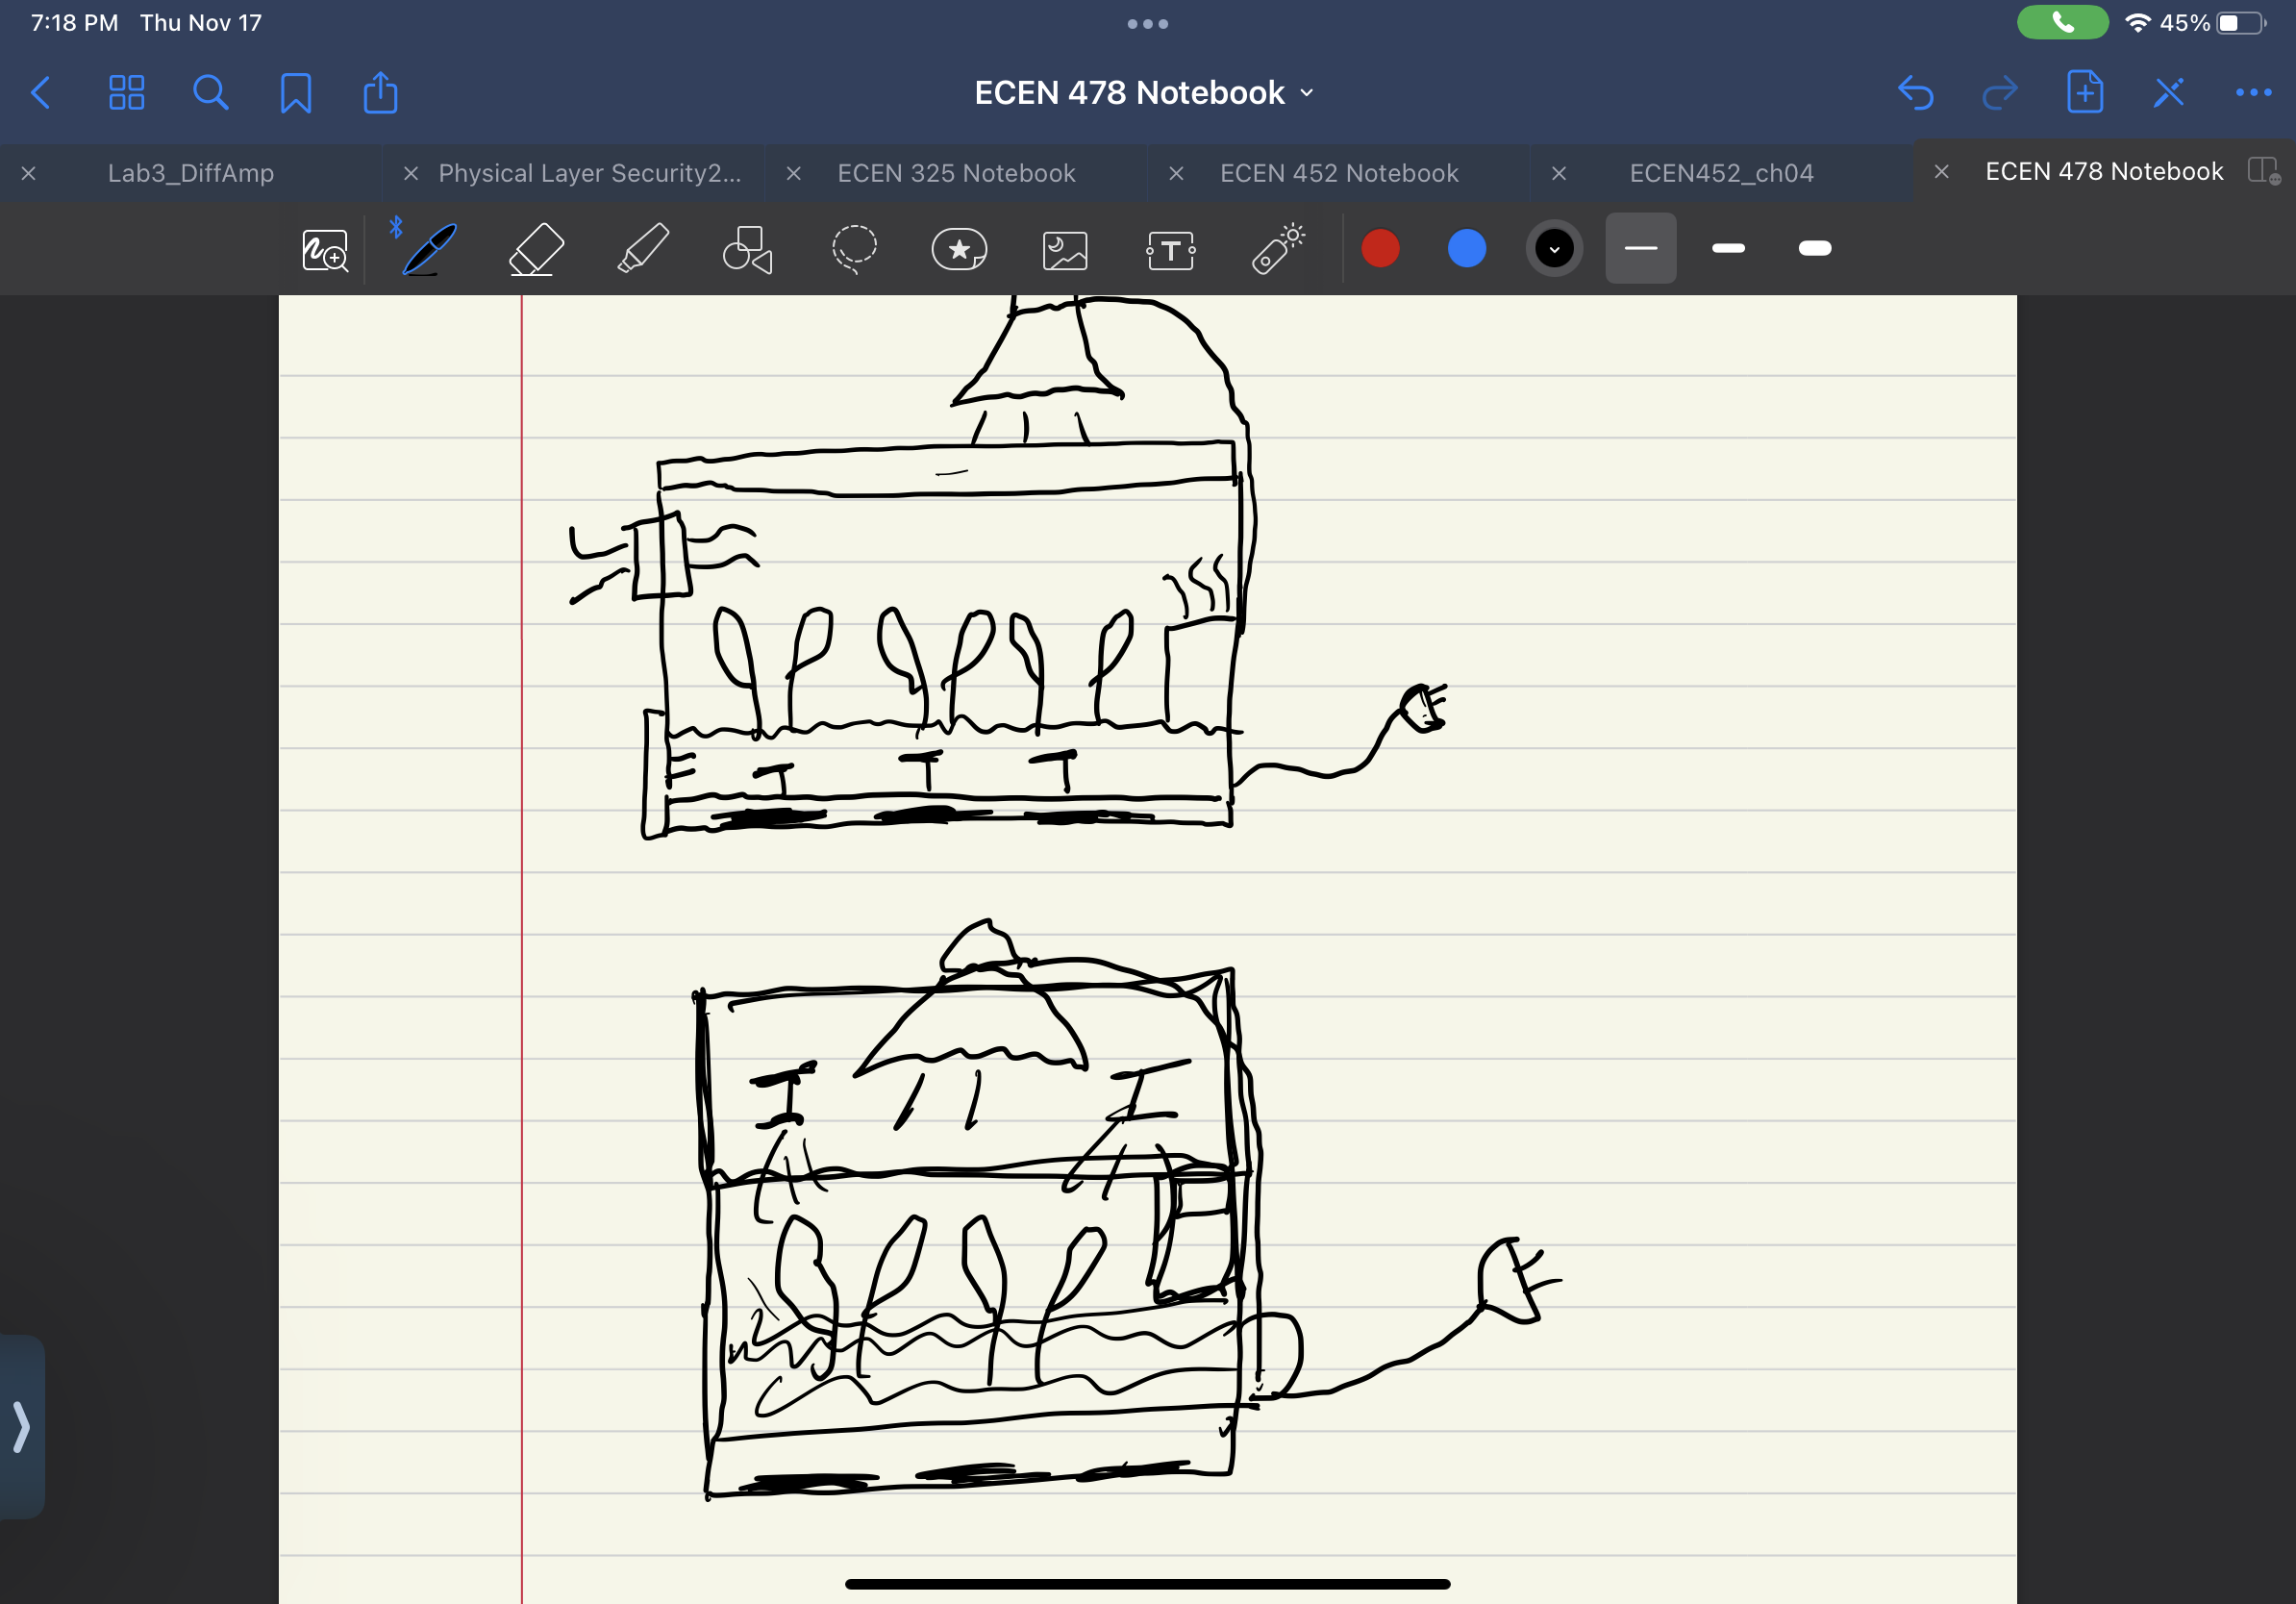 7:18 PM Thu Nov 17
45%
ECEN 478 Notebook
Lab3_DiffAmp
Physical Layer Security2...
ECEN 325 Notebook
ECEN 452 Notebook
ECEN452_ch04
ECEN 478 Notebook